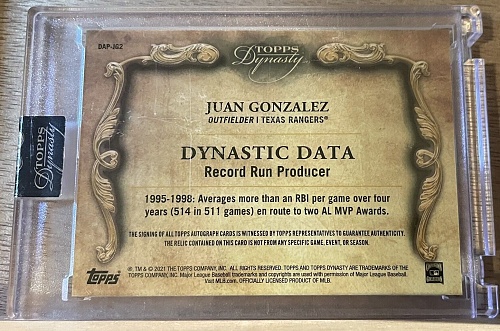 DAP-JG2
TOPPS
Dynasty
JUAN GONZALEZ
OUTFIELDER | TEXAS RANGERS®
DYNASTIC DATA
Record Run Producer
1995-1998: Averages more than an RBI per game over four
years (514 in 511 games) en route to two AL MVP Awards.
THE SIGNING OF ALL TOPPS AUTOGRAPHS IS WITNESSED BY TOPPS REPRESENTATIVES TO GUARANTEE AUTHENTICITY.
THE RELIC CONTAINED ON THIS CARD IS NOT FROM ANY SPECIFIC GAME, EVENT, OR SEASON.
topps
®, TM & © 2021 THE TOPPS COMPANY, INC. ALL RIGHTS RESERVED. TOPPS AND TOPPS DYNASTY ARE TRADEMARKS OF THE
TOPPS COMPANY, INC. Major League Baseball trademarks and copyrights are used with permission of Major League Baseball.
Visit MLB.com. OFFICIALLY LICENSED PRODUCT OF MLB.
TOPPS
Dynasty